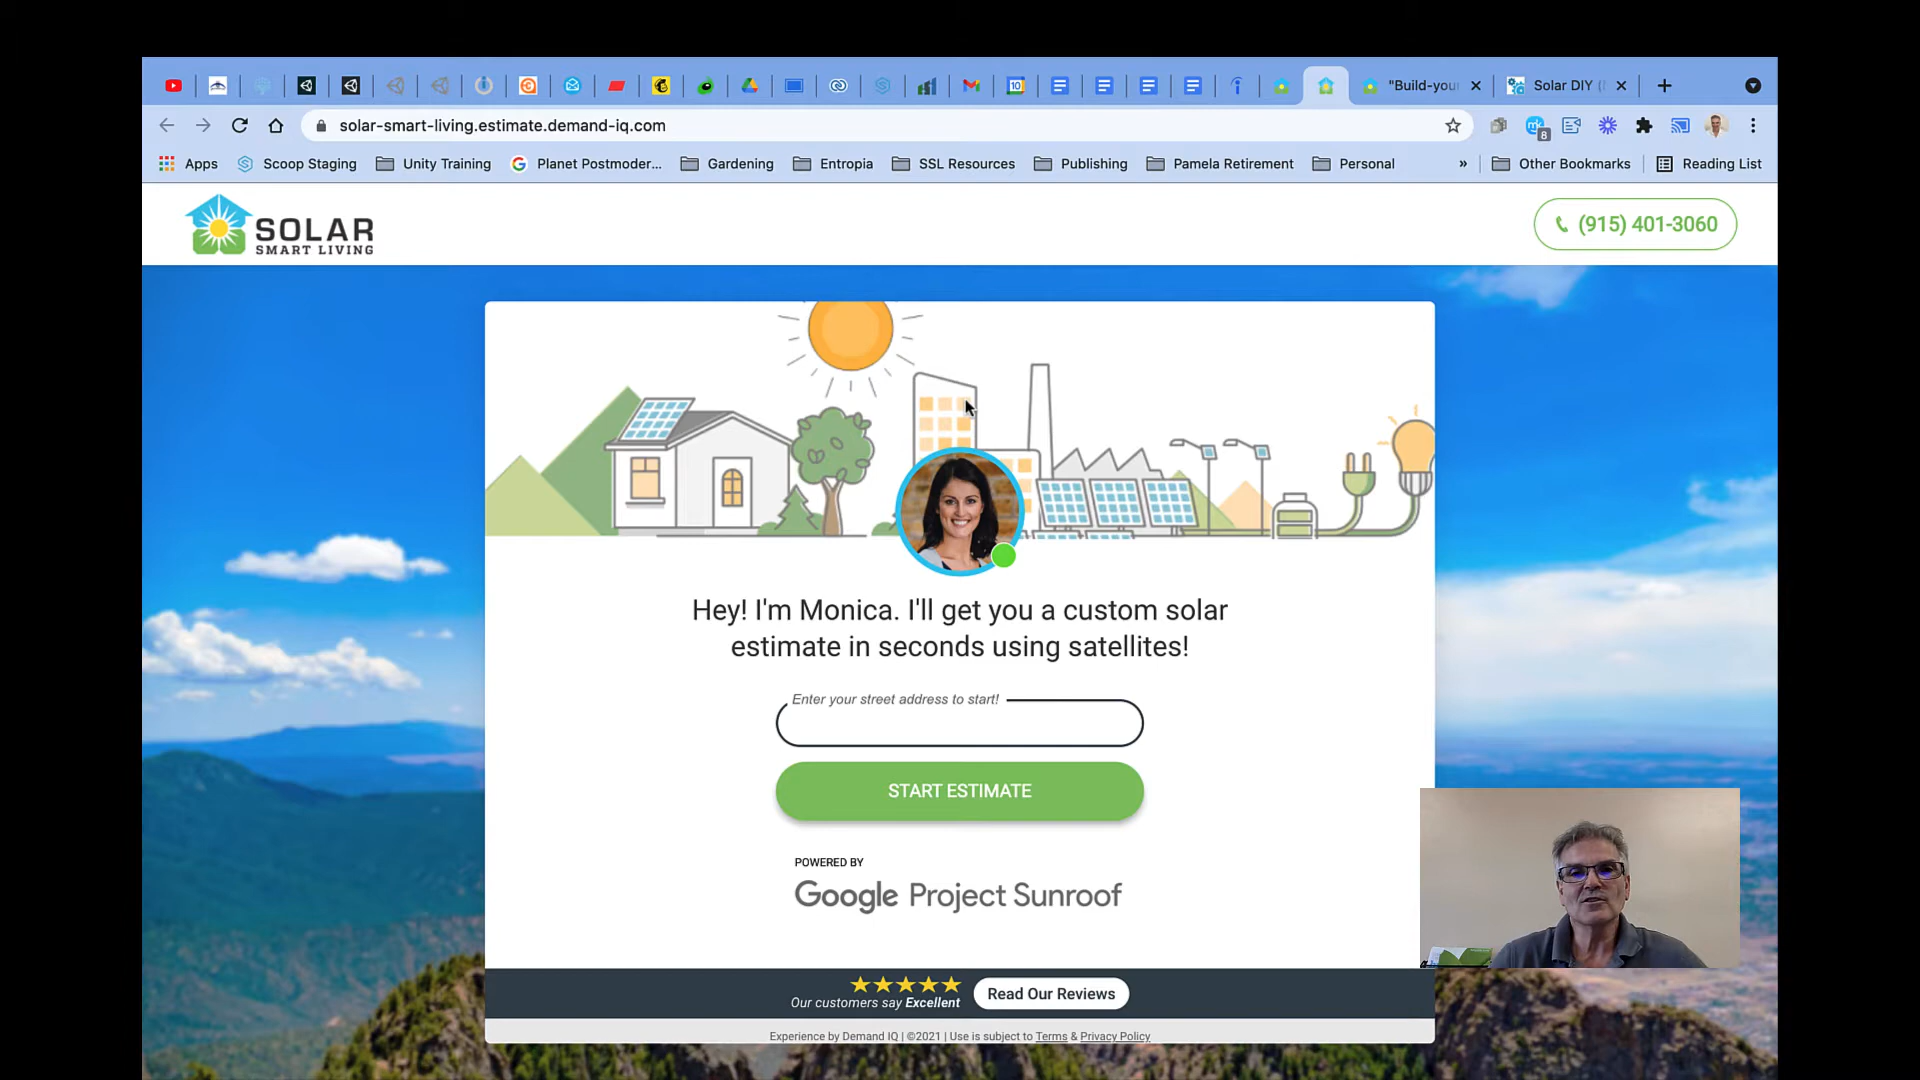 "Build-you
Solar DIY (
solar-smart-living.estimate.demand-iq.com
8
Apps
Scoop Staging
Unity Training
Planet Postmoder...
Gardening
Entropia
SSL Resources
Publishing
Pamela Retirement
Personal
»
Other Bookmarks
Reading List
SOLAR
SMART LIVING
(915) 401-3060
Hey! I'm Monica. I'll get you a custom solar
estimate in seconds using satellites!
Enter your street address to start!
START ESTIMATE
POWERED BY
Google Project Sunroof
Our customers say Excellent
Read Our Reviews
Experience by Demand IQ | ©2021 | Use is subject to Terms & Privacy Policy